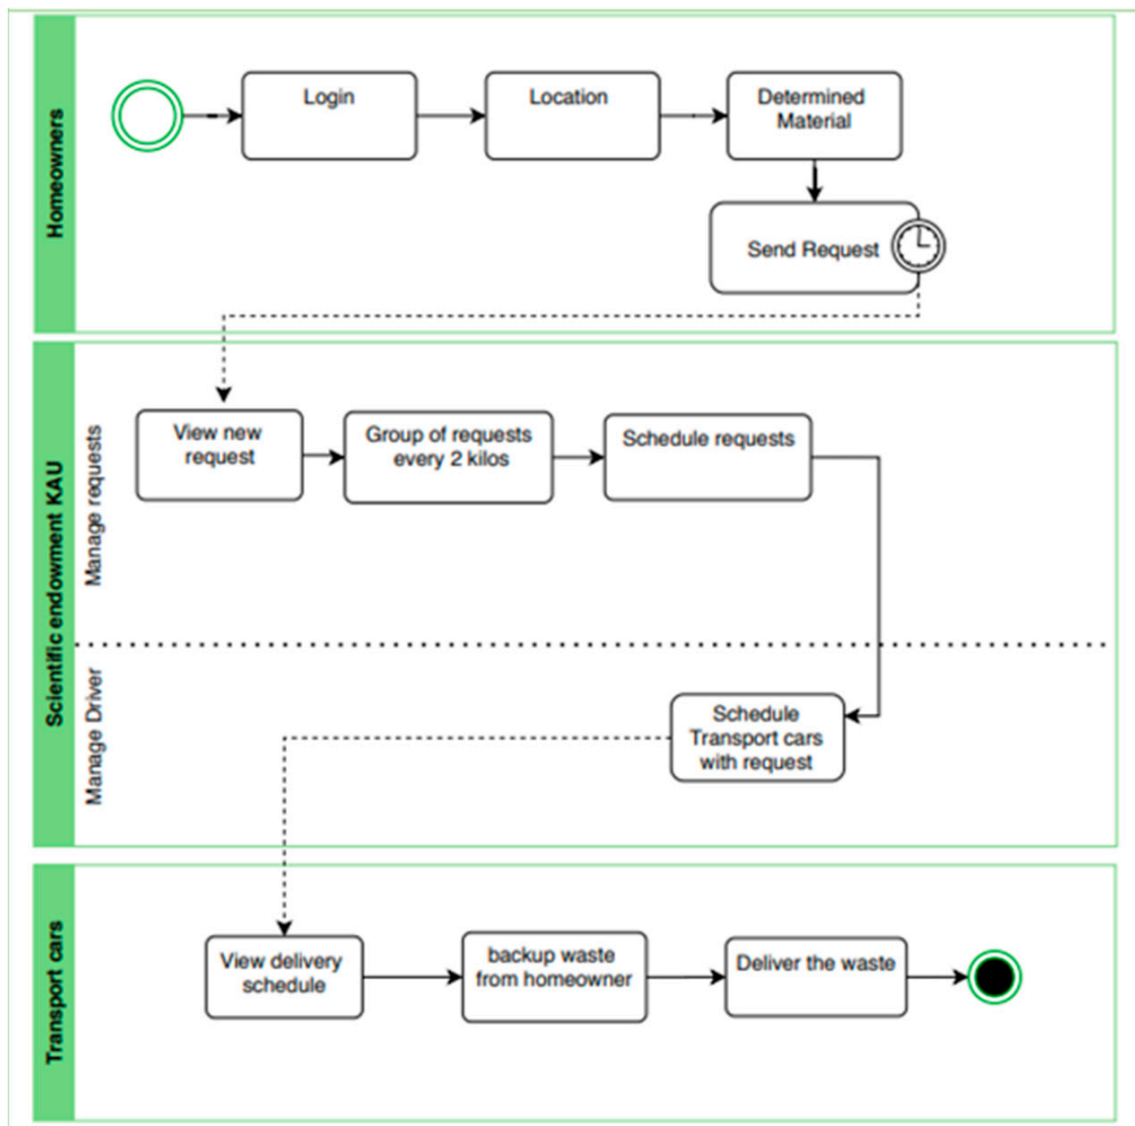 Homeowners
Login
Location
Determined
Material
Send Request
Scientific endowment KAU
Manage requests
View new
request
Group of requests
every 2 kilos
Schedule requests
Manage Driver
Schedule
Transport cars
with request
Transport cars
View delivery
schedule
backup waste
from homeowner
Deliver the waste